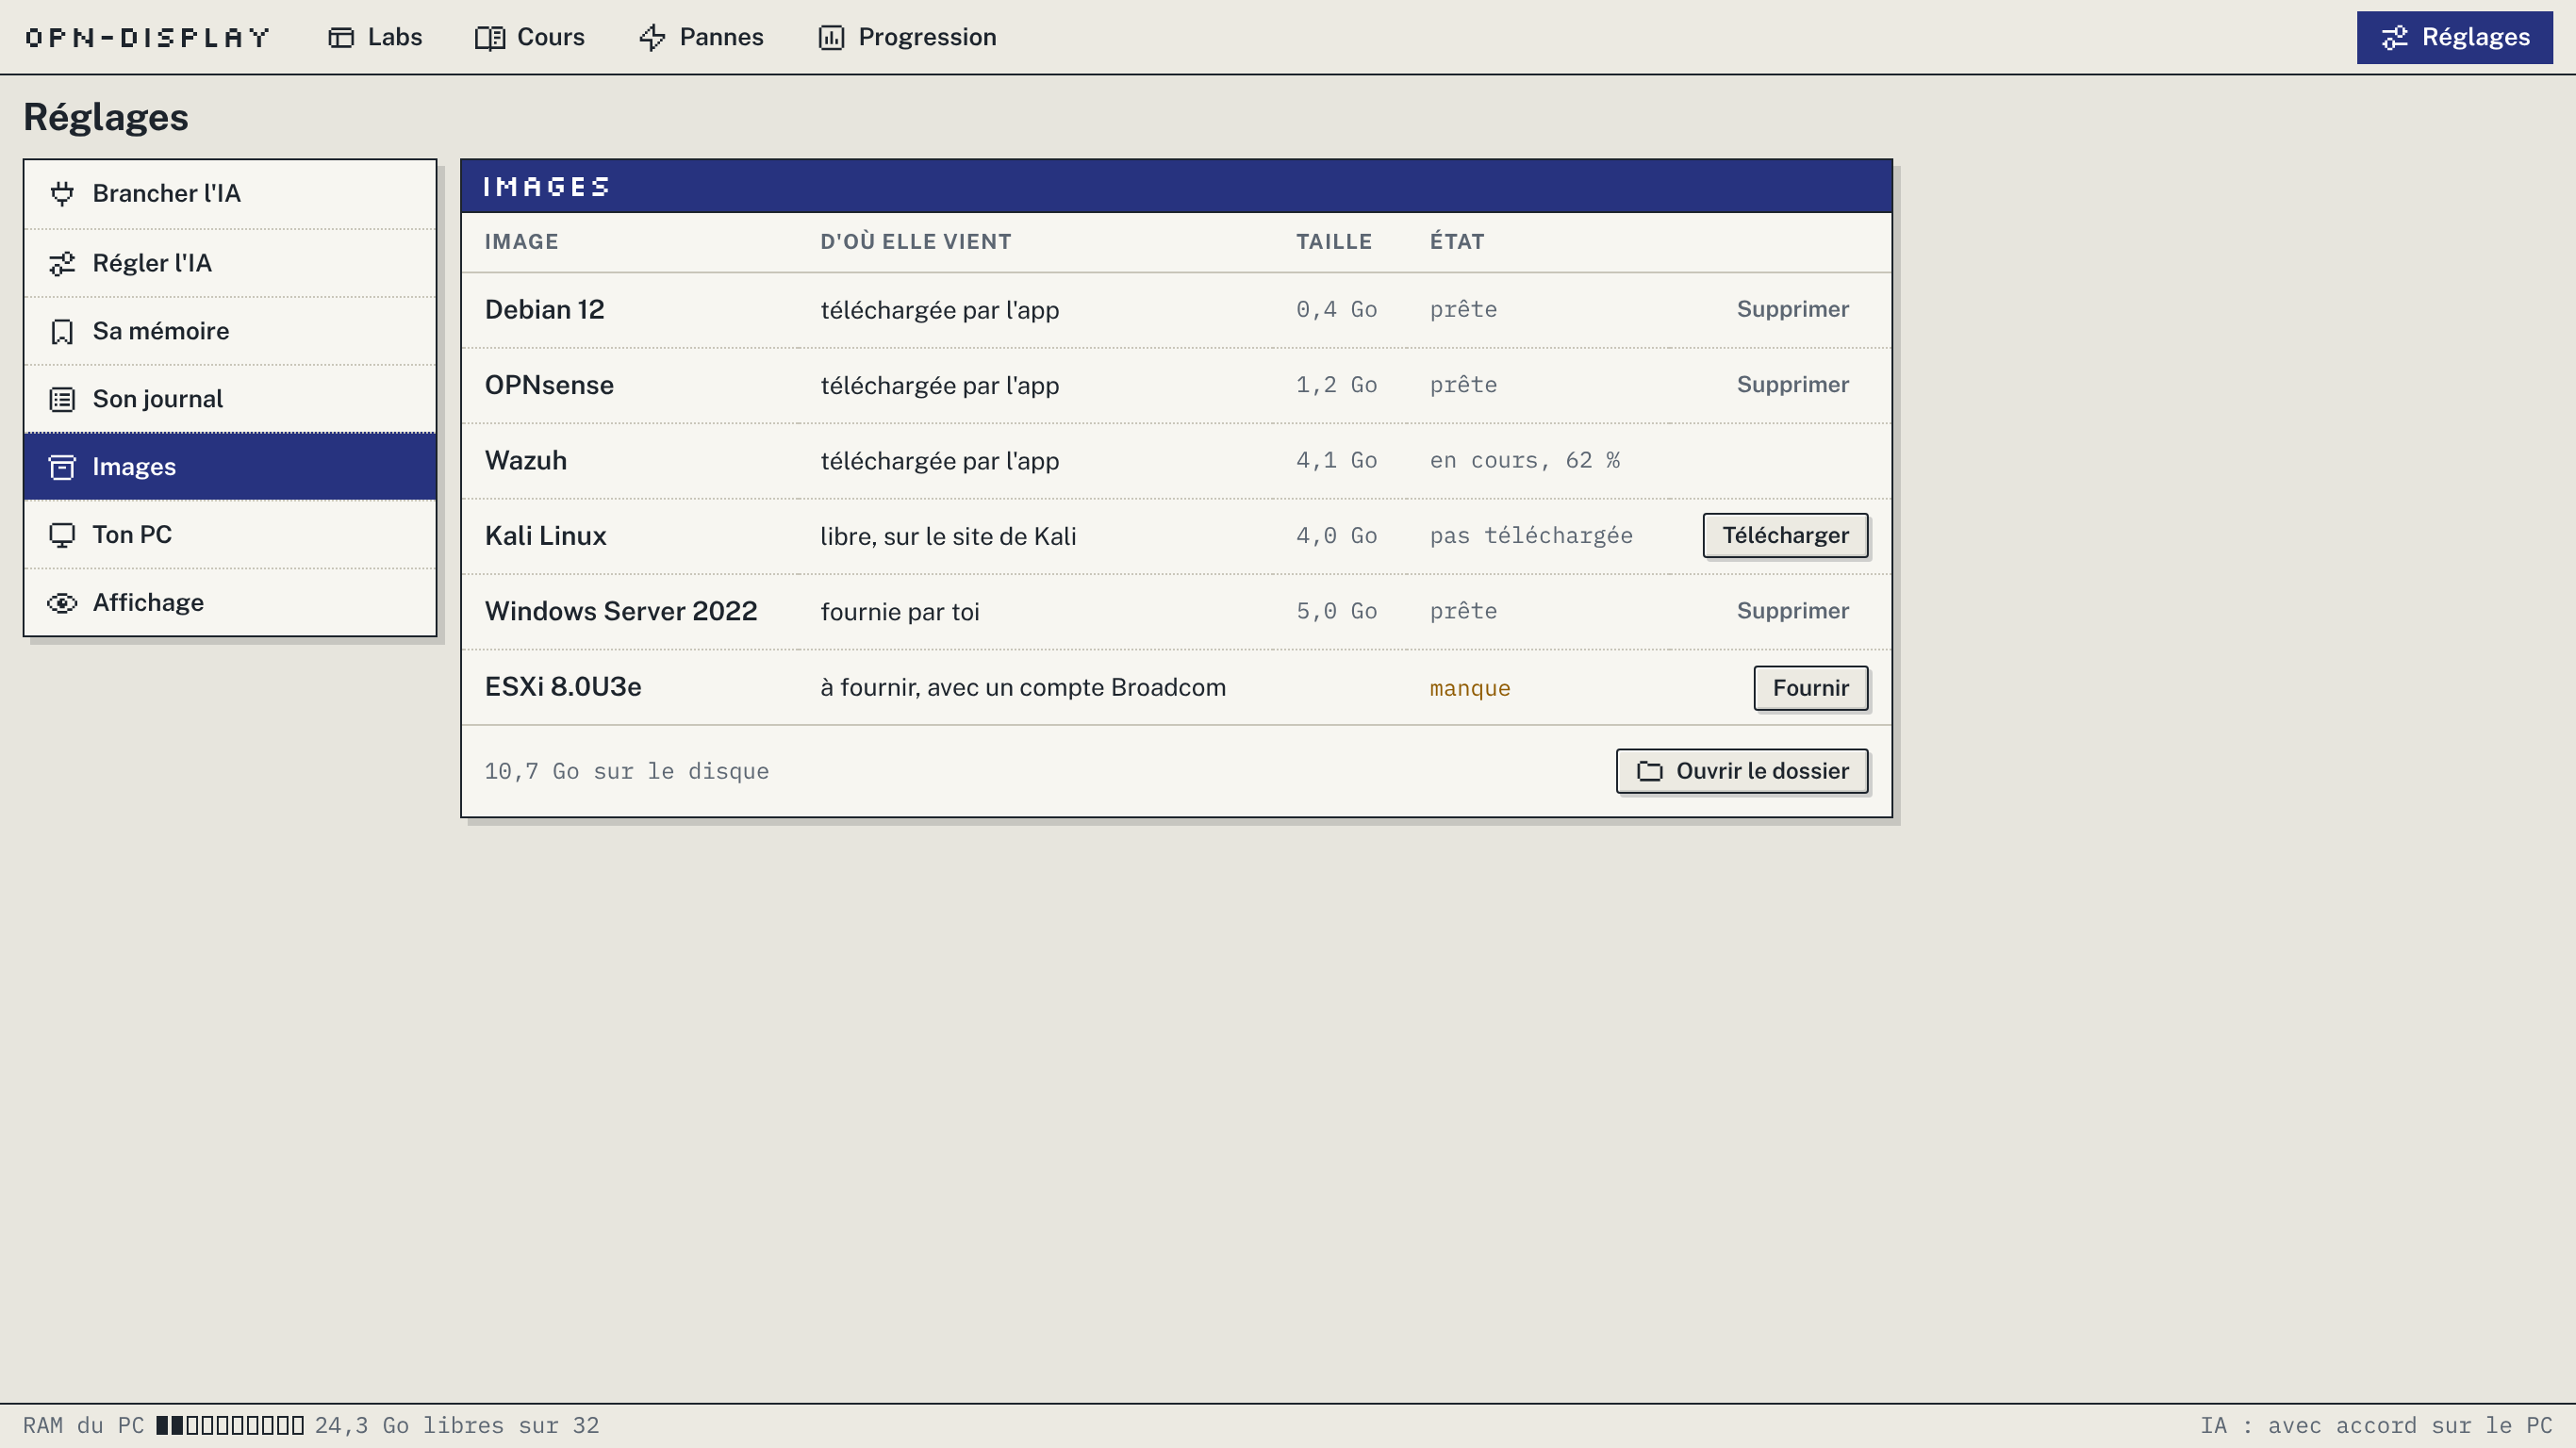 OPN-DISPLAY Labs Cours Pannes Progression Réglages
Réglages
Brancher l'IA
Régler l'IA
Sa mémoire
Son journal
Images
Ton PC
Affichage
IMAGES
IMAGE D'OÙ ELLE VIENT TAILLE ÉTAT
Debian 12 téléchargée par l'app 0,4 Go prête Supprimer
OPNsense téléchargée par l'app 1,2 Go prête Supprimer
Wazuh téléchargée par l'app 4,1 Go en cours, 62 %
Kali Linux libre, sur le site de Kali 4,0 Go pas téléchargée Télécharger
Windows Server 2022 fournie par toi 5,0 Go prête Supprimer
ESXi 8.0U3e à fournir, avec un compte Broadcom manque Fournir
10,7 Go sur le disque Ouvrir le dossier
RAM du PC 24,3 Go libres sur 32 IA : avec accord sur le PC